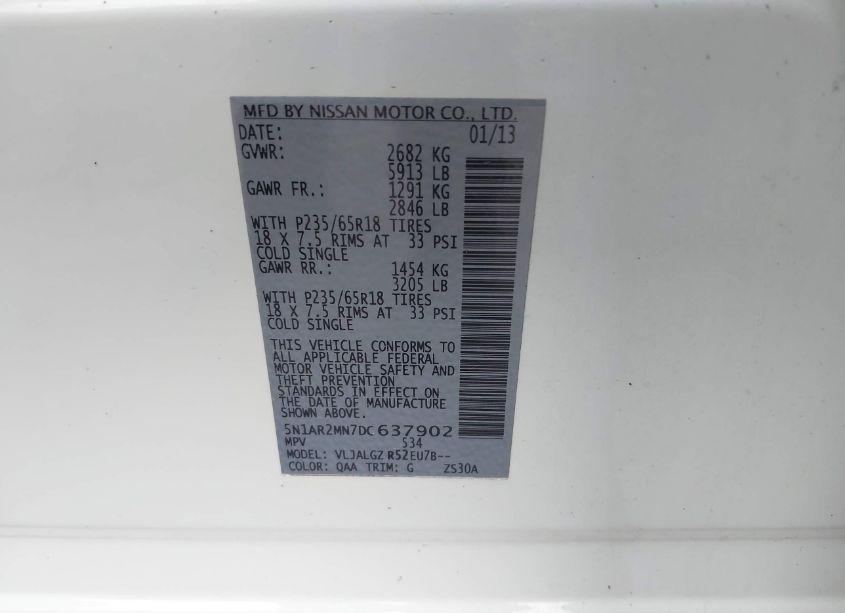 MFD BY NISSAN MOTOR CO., LTD.
DATE: 01/13
GVWR: 2682 KG
5913 LB
GAWR FR.: 1291 KG
2846 LB
WITH P235/65R18 TIRES
18 X 7.5 RIMS AT 33 PSI
COLD SINGLE
GAWR RR.: 1454 KG
3205 LB
WITH P235/65R18 TIRES
18 X 7.5 RIMS AT 33 PSI
COLD SINGLE
THIS VEHICLE CONFORMS TO
ALL APPLICABLE FEDERAL
MOTOR VEHICLE SAFETY AND
THEFT PREVENTION
STANDARDS IN EFFECT ON
THE DATE OF MANUFACTURE
SHOWN ABOVE.
5N1AR2MN7DC637902
MPV 534
MODEL: VLJALGZ R52EU7B--
COLOR: QAA TRIM: G ZS30A